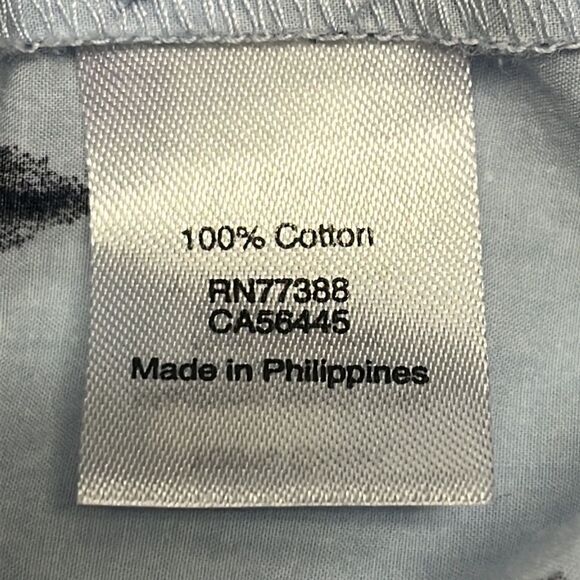 100% Cotton
RN77388
CA56445
Made in Philippines